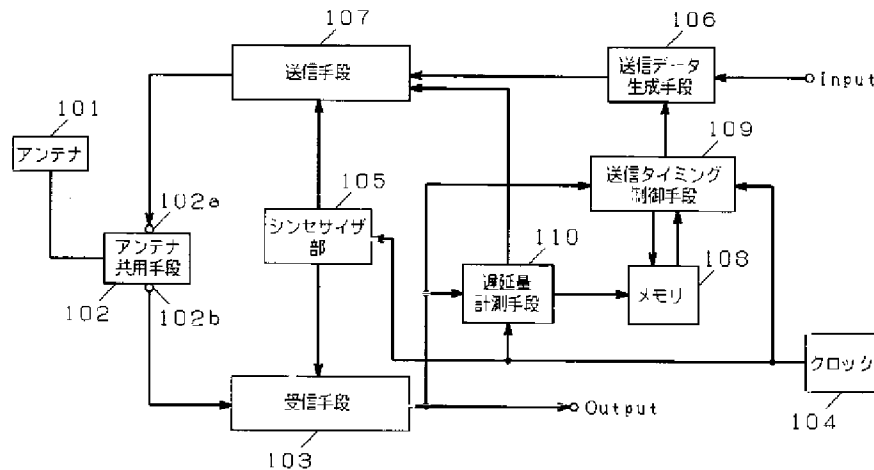 107
送信手段
106
送信データ
生成手段
Input
101
アンテナ
109
送信タイミング
制御手段
102a
105
シンセサイザ
部
アンテナ
共用手段
102
102b
110
遅延量
計測手段
メモリ
108
クロック
104
受信手段
103
Output